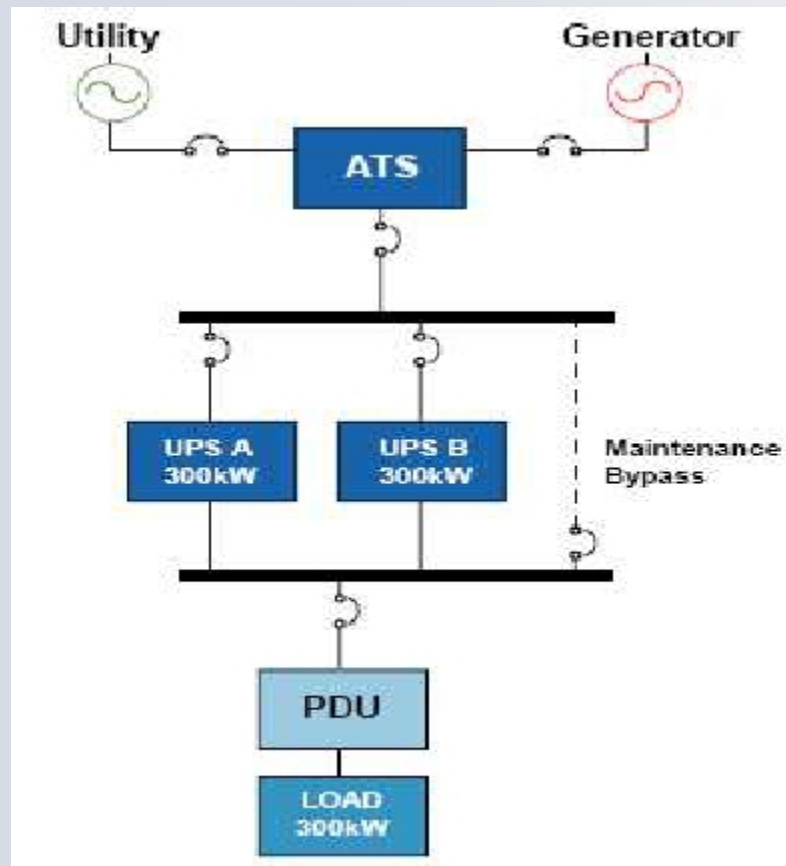 Utility
Generator
ATS
UPS A
300kW
UPS B
300kW
Maintenance
Bypass
PDU
LOAD
300kW